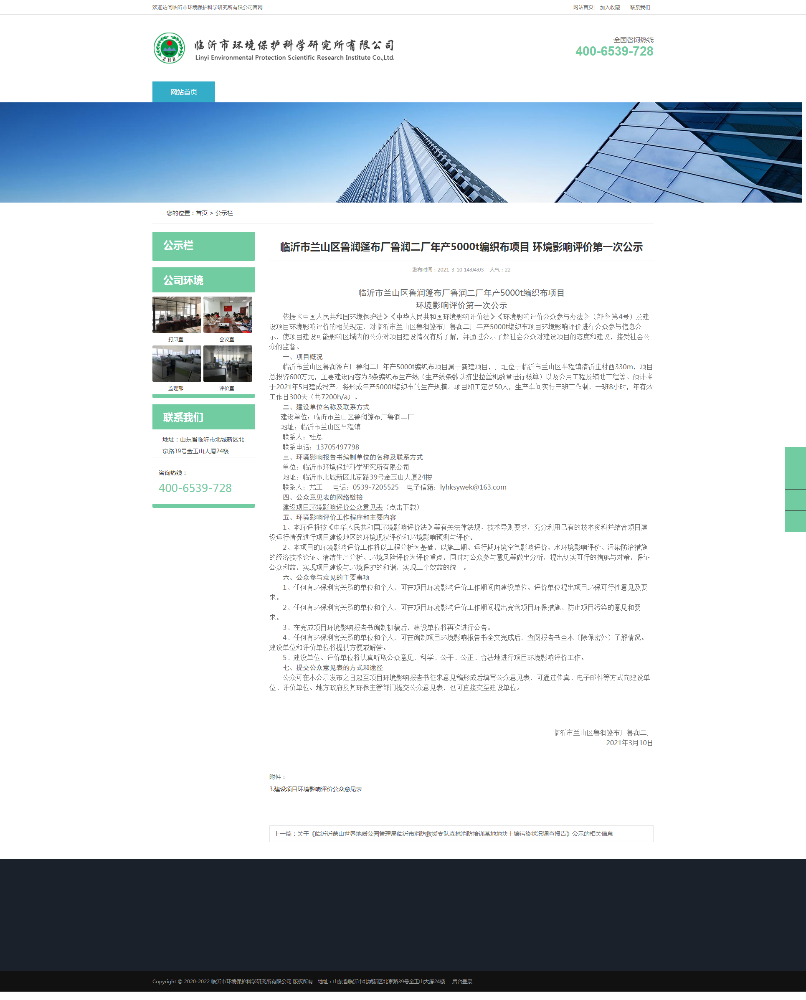 欢迎访问临沂市环境保护科学研究所有限公司官网
网站首页 | 加入收藏 | 联系我们
ZHB
临沂市环境保护科学研究所有限公司
Linyi Environmental Protection Scientific Research Institute Co.,Ltd.
全国咨询热线
400-6539-728
网站首页
您的位置：首页 > 公示栏
公示栏
公司环境
打印室
会议室
监理部
评价室
联系我们
地址：山东省临沂市北城新区北
京路39号金玉山大厦24楼
咨询热线：
400-6539-728
临沂市兰山区鲁润篷布厂鲁润二厂年产5000t编织布项目 环境影响评价第一次公示
发布时间：2021-3-10 14:04:03 人气：22
临沂市兰山区鲁润篷布厂鲁润二厂年产5000t编织布项目
环境影响评价第一次公示
依据《中国人民共和国环境保护法》《中华人民共和国环境影响评价法》《环境影响评价公众参与办法》（部令 第4号）及建
设项目环境影响评价的相关规定，对临沂市兰山区鲁润篷布厂鲁润二厂年产5000t编织布项目环境影响评价进行公众参与信息公
示，使项目建设可能影响区域内的公众对项目建设情况有所了解，并通过公示了解社会公众对建设项目的态度和建议，接受社会公
众的监督。
一、项目概况
临沂市兰山区鲁润篷布厂鲁润二厂年产5000t编织布项目属于新建项目，厂址位于临沂市兰山区半程镇清沂庄村西330m，项目
总投资600万元，主要建设内容为3条编织布生产线（生产线条数以挤出拉丝机数量进行核算）以及公用工程及辅助工程等。预计将
于2021年5月建成投产。将形成年产5000t编织布的生产规模。项目职工定员50人，生产车间实行三班工作制，一班8小时，年有效
工作日300天（共7200h/a）。
二、建设单位名称及联系方式
建设单位：临沂市兰山区鲁润篷布厂鲁润二厂
地址：临沂市兰山区半程镇
联系人：杜总
联系电话：13705497798
三、环境影响报告书编制单位的名称及联系方式
单位：临沂市环境保护科学研究所有限公司
地址：临沂市北城新区北京路39号金玉山大厦24楼
联系人：尤工 电话：0539-7205525 电子信箱：lyhksywek@163.com
四、公众意见表的网络链接
建设项目环境影响评价公众意见表（点击下载）
五、环境影响评价工作程序和主要内容
1、本环评将按《中华人民共和国环境影响评价法》等有关法律法规、技术导则要求，充分利用已有的技术资料并结合项目建
设运行情况进行项目建设地区的环境现状评价和环境影响预测与评价。
2、本项目的环境影响评价工作将以工程分析为基础，以施工期、运行期环境空气影响评价、水环境影响评价、污染防治措施
的经济技术论证、清洁生产分析、环境风险评价为评价重点，同时对公众参与意见等做出分析，提出切实可行的措施与对策，保证
公众利益，实现项目建设与环境保护的和谐，实现三个效益的统一。
六、公众参与意见的主要事项
1、任何有环保利害关系的单位和个人，可在项目环境影响评价工作期间向建设单位、评价单位提出项目环保可行性意见及要
求。
2、任何有环保利害关系的单位和个人，可在项目环境影响评价工作期间提出完善项目环保措施、防止项目污染的意见和要
求。
3、在完成项目环境影响报告书编制初稿后，建设单位将再次进行公告。
4、任何有环保利害关系的单位和个人，可在编制项目环境影响报告书全文完成后，查阅报告书全本（除保密外）了解情况。
建设单位和评价单位将提供方便或解答。
5、建设单位、评价单位将认真听取公众意见，科学、公平、公正、合法地进行项目环境影响评价工作。
七、提交公众意见表的方式和途径
公众可在本公示发布之日起至项目环境影响报告书征求意见稿形成后填写公众意见表，可通过传真、电子邮件等方式向建设单
位、评价单位、地方政府及其环保主管部门提交公众意见表，也可直接交至建设单位。
临沂市兰山区鲁润篷布厂鲁润二厂
2021年3月10日
附件：
3.建设项目环境影响评价公众意见表
上一篇：关于《临沂沂蒙山世界地质公园管理局临沂市消防救援支队森林消防培训基地地块土壤污染状况调查报告》公示的相关信息
Copyright © 2020-2022 临沂市环境保护科学研究所有限公司 版权所有 地址：山东省临沂市北城新区北京路39号金玉山大厦24楼 后台登录